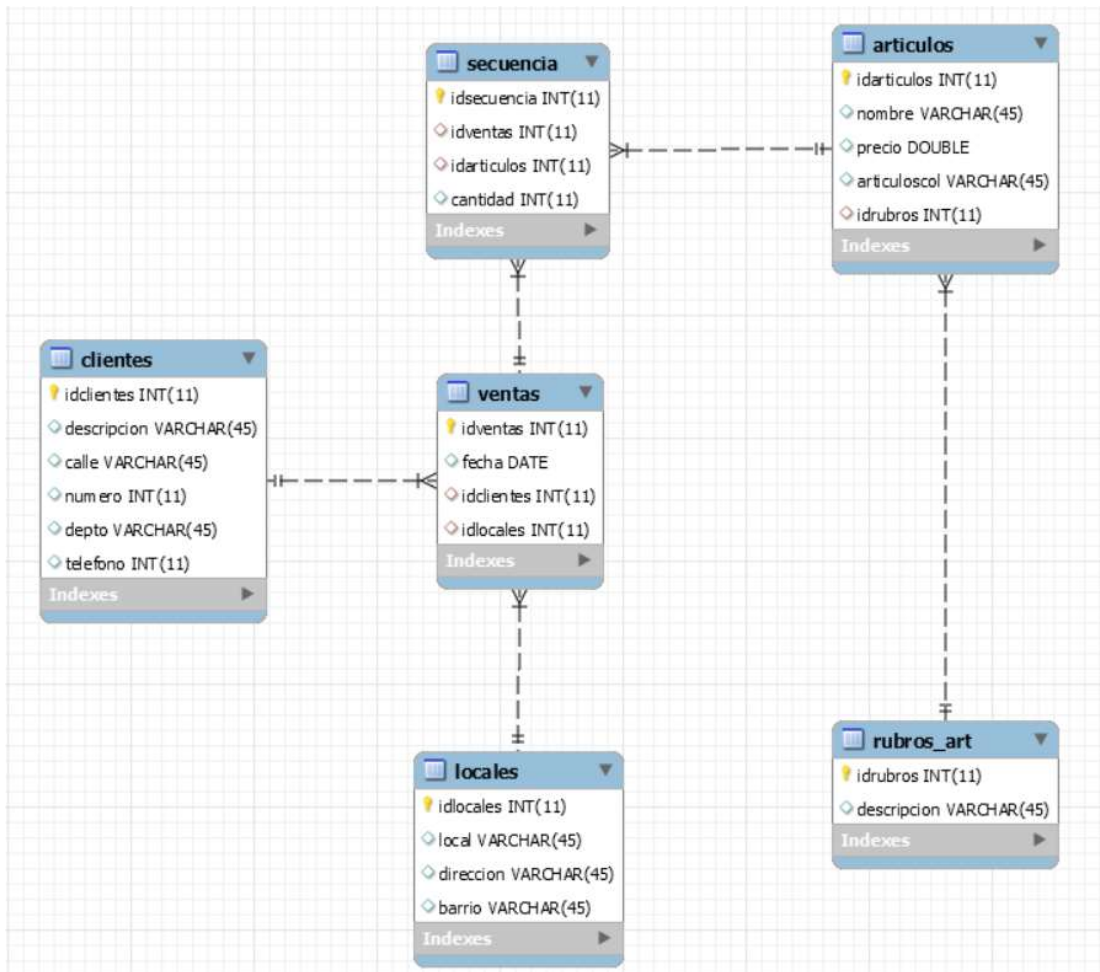 secuencia
idsecuencia INT(11)
idventas INT(11)
idarticulos INT(11)
cantidad INT(11)
Indexes
articulos
idarticulos INT(11)
nombre VARCHAR(45)
precio DOUBLE
articuloscol VARCHAR(45)
idrubros INT(11)
Indexes
clientes
idclientes INT(11)
descripcion VARCHAR(45)
calle VARCHAR(45)
numero INT(11)
depto VARCHAR(45)
telefono INT(11)
Indexes
ventas
idventas INT(11)
fecha DATE
idclientes INT(11)
idlocales INT(11)
Indexes
locales
idlocales INT(11)
local VARCHAR(45)
direccion VARCHAR(45)
barrio VARCHAR(45)
Indexes
rubros_art
idrubros INT(11)
descripcion VARCHAR(45)
Indexes